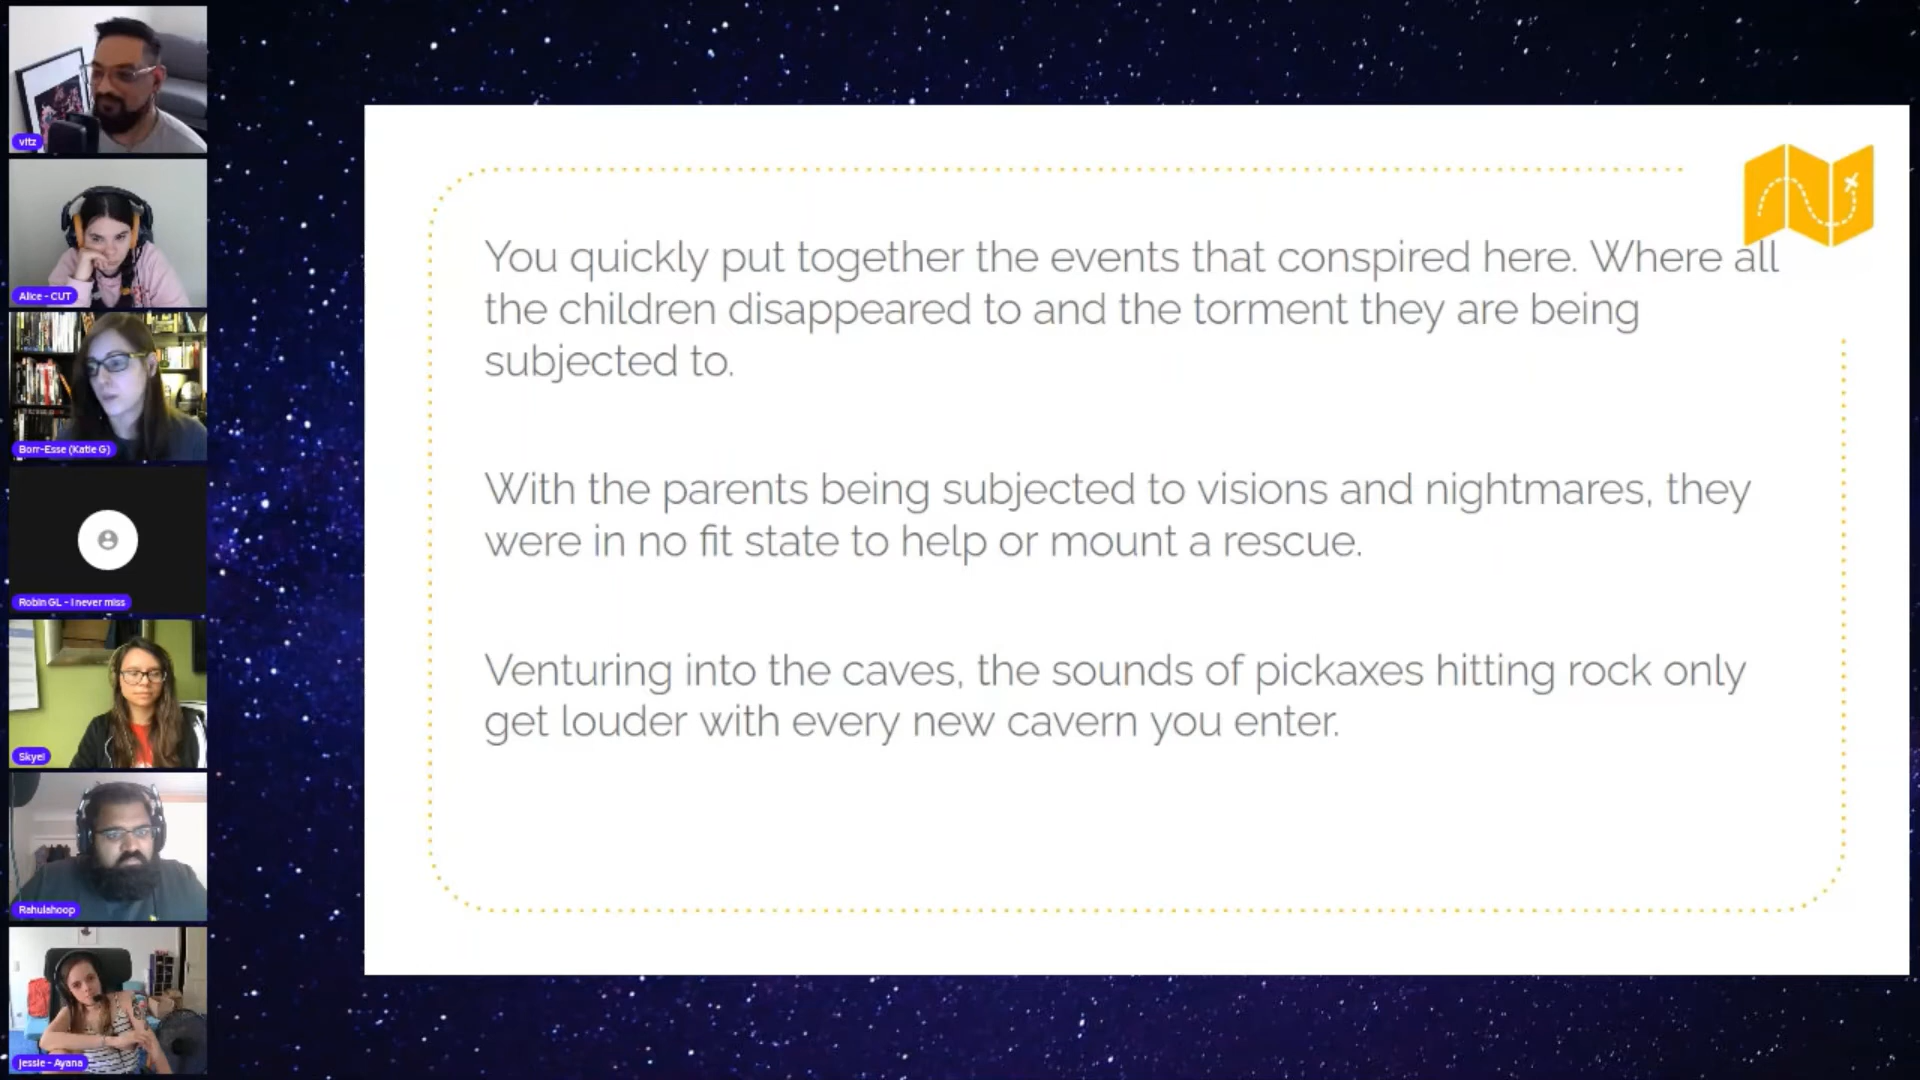 vitz
Alice - CUT
Borr-Esse (Katie G)
Robin GL - I never miss
Skyel
Rahulahoop
Jessie - Ayana
You quickly put together the events that conspired here. Where all
the children disappeared to and the torment they are being
subjected to.
With the parents being subjected to visions and nightmares, they
were in no fit state to help or mount a rescue.
Venturing into the caves, the sounds of pickaxes hitting rock only
get louder with every new cavern you enter.